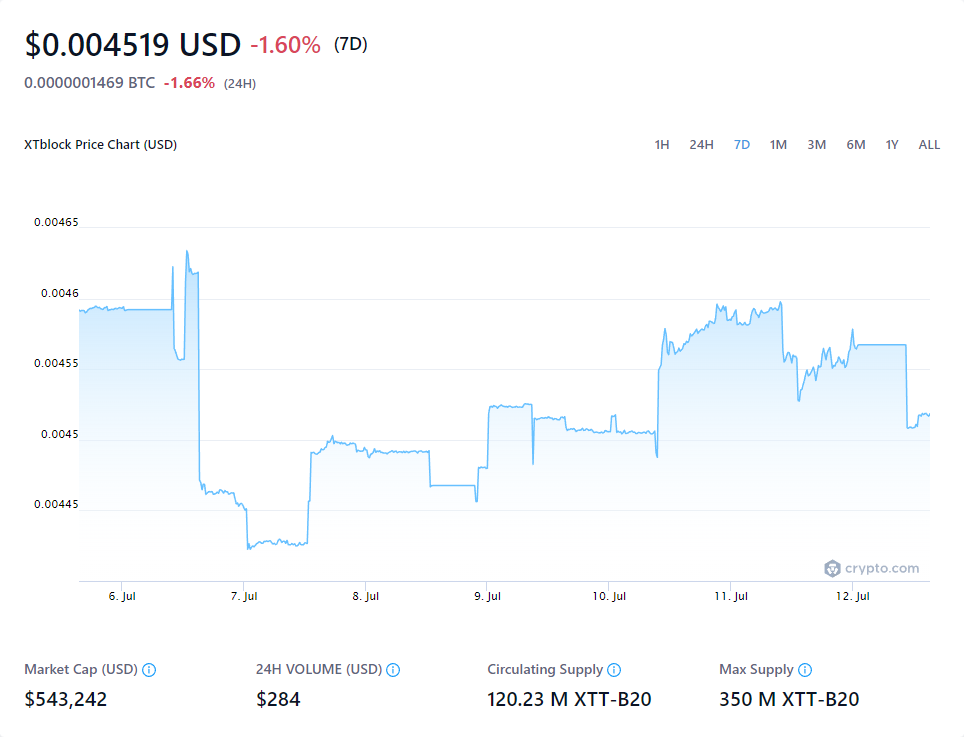 $0.004519 USD -1.60% (7D)
0.0000001469 BTC -1.66% (24H)
XTblock Price Chart (USD) 1H 24H 7D 1M 3M 6M 1Y ALL
0.00465
0.0046
0.00455
0.0045
0.00445
crypto.com
6. Jul 7. Jul 8. Jul 9. Jul 10. Jul 11. Jul 12. Jul
Market Cap (USD) 24H VOLUME (USD) Circulating Supply Max Supply
$543,242 $284 120.23 M XTT-B20 350 M XTT-B20